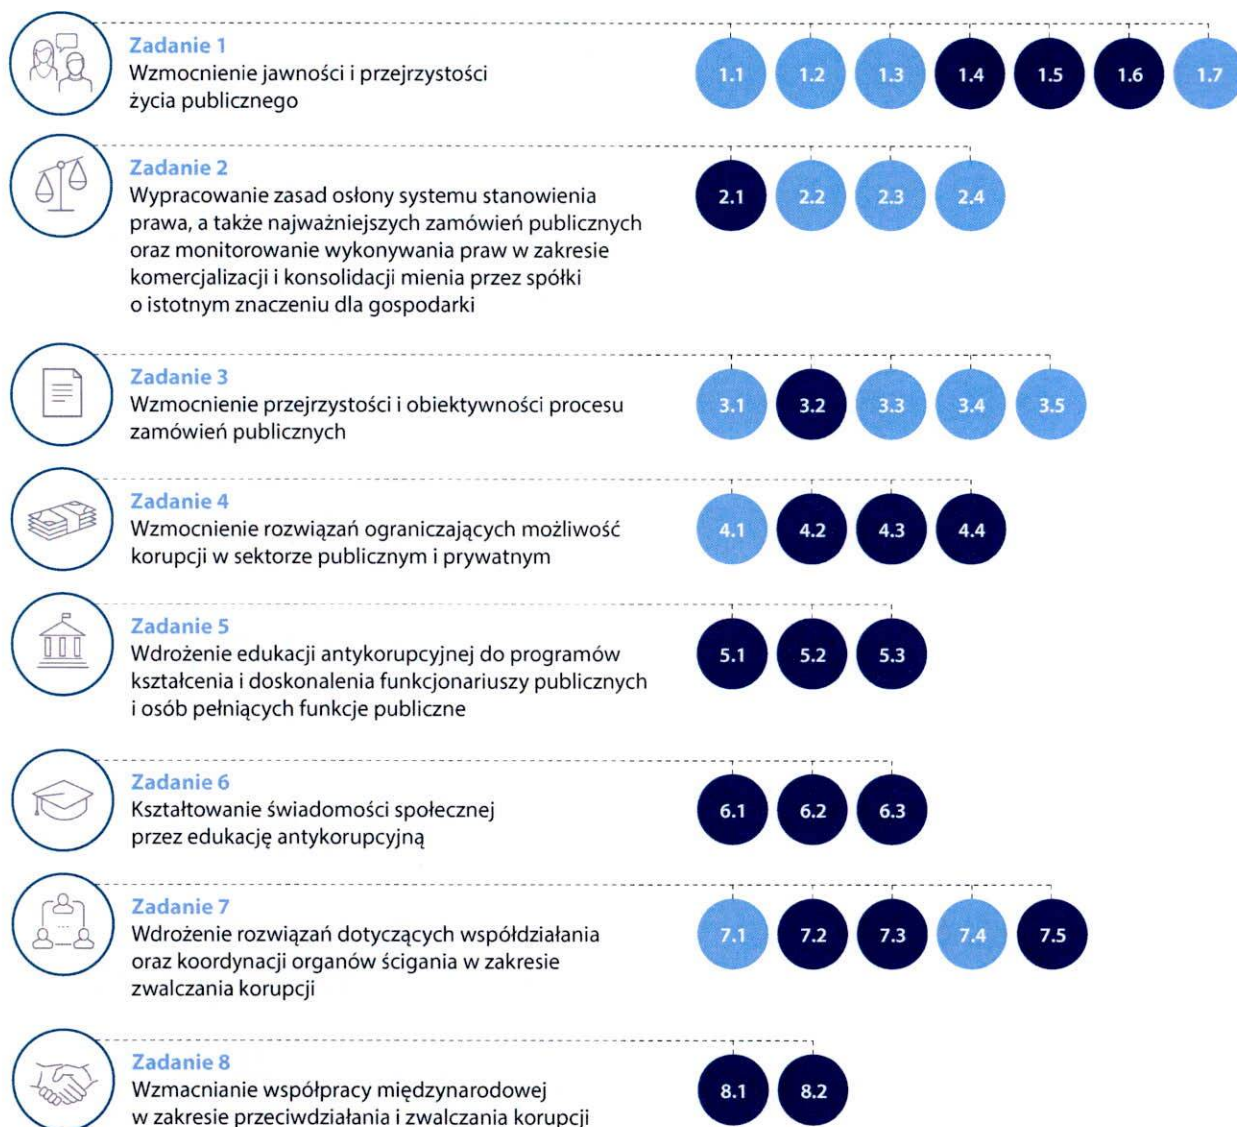 Zadanie 1
Wzmocnienie jawności i przejrzystości
życia publicznego
1.1 1.2 1.3 1.4 1.5 1.6 1.7
Zadanie 2
Wypracowanie zasad osłony systemu stanowienia
prawa, a także najważniejszych zamówień publicznych
oraz monitorowanie wykonywania praw w zakresie
komercjalizacji i konsolidacji mienia przez spółki
o istotnym znaczeniu dla gospodarki
2.1 2.2 2.3 2.4
Zadanie 3
Wzmocnienie przejrzystości i obiektywności procesu
zamówień publicznych
3.1 3.2 3.3 3.4 3.5
Zadanie 4
Wzmocnienie rozwiązań ograniczających możliwość
korupcji w sektorze publicznym i prywatnym
4.1 4.2 4.3 4.4
Zadanie 5
Wdrożenie edukacji antykorupcyjnej do programów
kształcenia i doskonalenia funkcjonariuszy publicznych
i osób pełniących funkcje publiczne
5.1 5.2 5.3
Zadanie 6
Kształtowanie świadomości społecznej
przez edukację antykorupcyjną
6.1 6.2 6.3
Zadanie 7
Wdrożenie rozwiązań dotyczących współdziałania
oraz koordynacji organów ścigania w zakresie
zwalczania korupcji
7.1 7.2 7.3 7.4 7.5
Zadanie 8
Wzmacnianie współpracy międzynarodowej
w zakresie przeciwdziałania i zwalczania korupcji
8.1 8.2